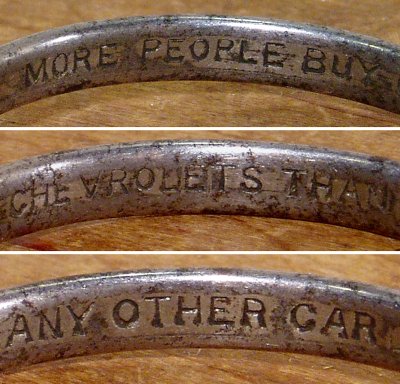 MORE PEOPLE BUY
CHEVROLETS THAN
ANY OTHER CAR